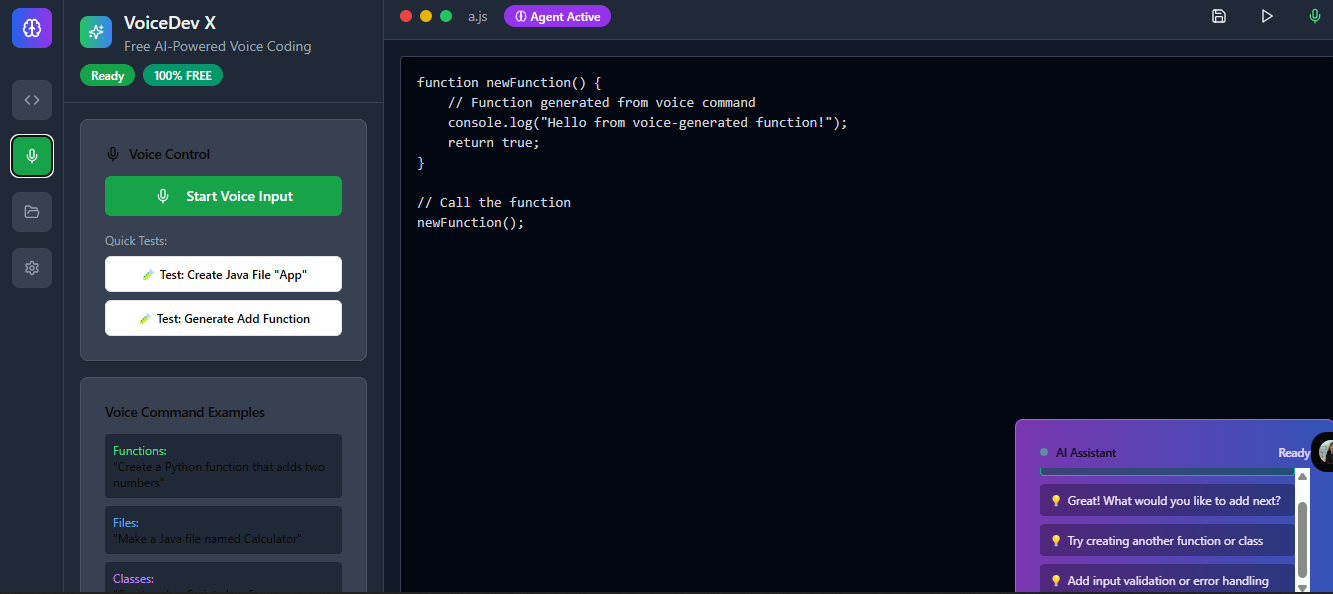 VoiceDev X
Free AI-Powered Voice Coding
Ready
100% FREE
Voice Control
Start Voice Input
Quick Tests:
Test: Create Java File "App"
Test: Generate Add Function
Voice Command Examples
Functions:
"Create a Python function that adds two
numbers"
Files:
"Make a Java file named Calculator"
Classes:
a.js
Agent Active
function newFunction() {
    // Function generated from voice command
    console.log("Hello from voice-generated function!");
    return true;
}
// Call the function
newFunction();
AI Assistant
Ready
Great! What would you like to add next?
Try creating another function or class
Add input validation or error handling